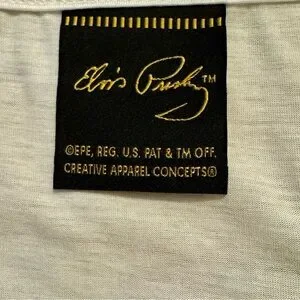 Elvis Presley™
©EPE, REG. U.S. PAT & TM OFF.
CREATIVE APPAREL CONCEPTS®